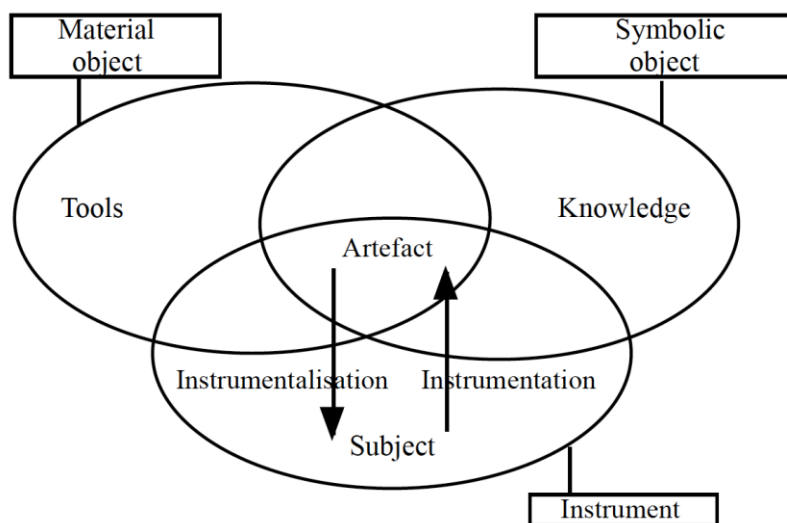 Material
object
Symbolic
object
Tools
Knowledge
Artefact
Instrumentalisation
Instrumentation
Subject
Instrument